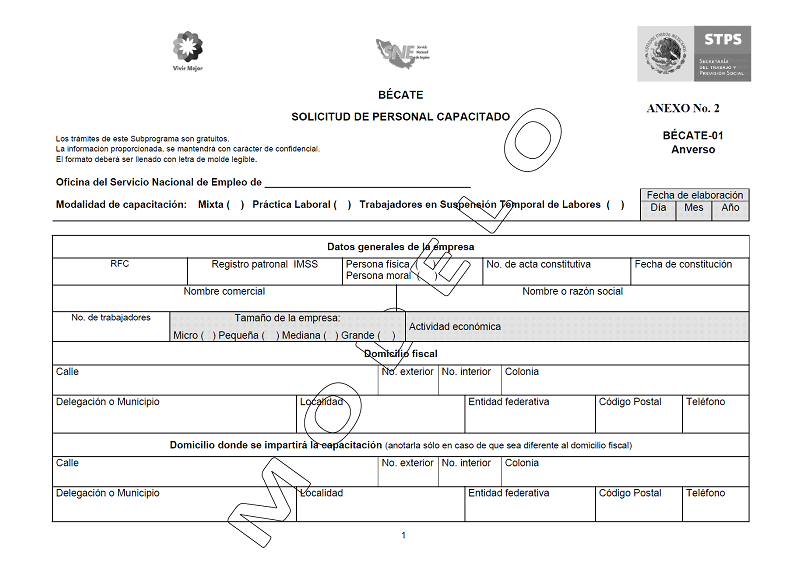 Vivir Mejor
SNE Servicio Nacional de Empleo
STPS
SECRETARÍA DEL TRABAJO Y PREVISIÓN SOCIAL
BÉCATE
ANEXO No. 2
SOLICITUD DE PERSONAL CAPACITADO
BÉCATE-01
Anverso
Los trámites de este Subprograma son gratuitos.
La información proporcionada, se mantendrá con carácter de confidencial.
El formato deberá ser llenado con letra de molde legible.
Oficina del Servicio Nacional de Empleo de
Modalidad de capacitación: Mixta ( ) Práctica Laboral ( ) Trabajadores en Suspensión Temporal de Labores ( )
Fecha de elaboración
Día Mes Año
Datos generales de la empresa
RFC Registro patronal IMSS Persona física ( ) No. de acta constitutiva Fecha de constitución
Persona moral ( )
Nombre comercial Nombre o razón social
No. de trabajadores Tamaño de la empresa: Actividad económica
Micro ( ) Pequeña ( ) Mediana ( ) Grande ( )
Domicilio fiscal
Calle No. exterior No. interior Colonia
Delegación o Municipio Localidad Entidad federativa Código Postal Teléfono
Domicilio donde se impartirá la capacitación (anotarla sólo en caso de que sea diferente al domicilio fiscal)
Calle No. exterior No. interior Colonia
Delegación o Municipio Localidad Entidad federativa Código Postal Teléfono
MODELO
1